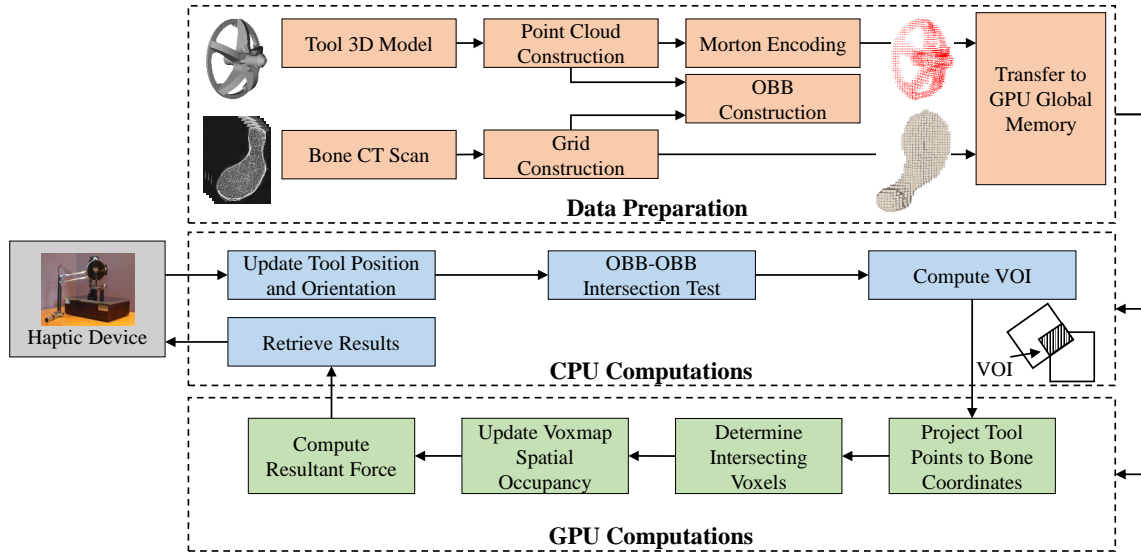 Tool 3D Model
Point Cloud
Construction
Morton Encoding
OBB
Construction
Transfer to
GPU Global
Memory
Bone CT Scan
Grid
Construction
Data Preparation
Haptic Device
Update Tool Position
and Orientation
OBB-OBB
Intersection Test
Compute VOI
Retrieve Results
VOI
CPU Computations
Compute
Resultant Force
Update Voxmap
Spatial
Occupancy
Determine
Intersecting
Voxels
Project Tool
Points to Bone
Coordinates
GPU Computations